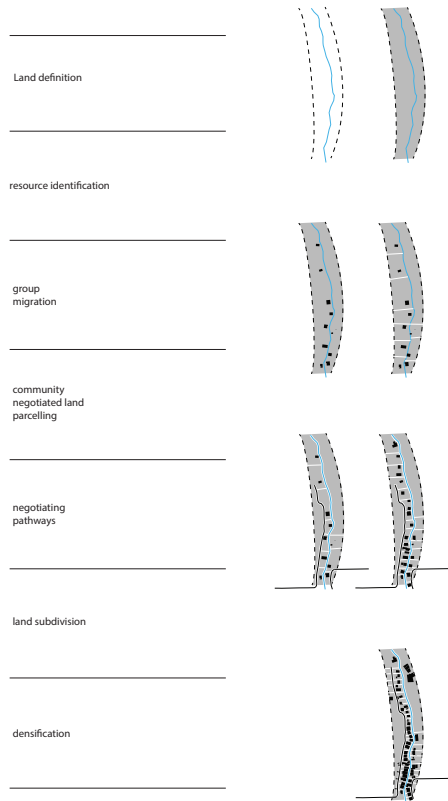 Land definition
resource identification
group
migration
community
negotiated land
parcelling
negotiating
pathways
land subdivision
densification